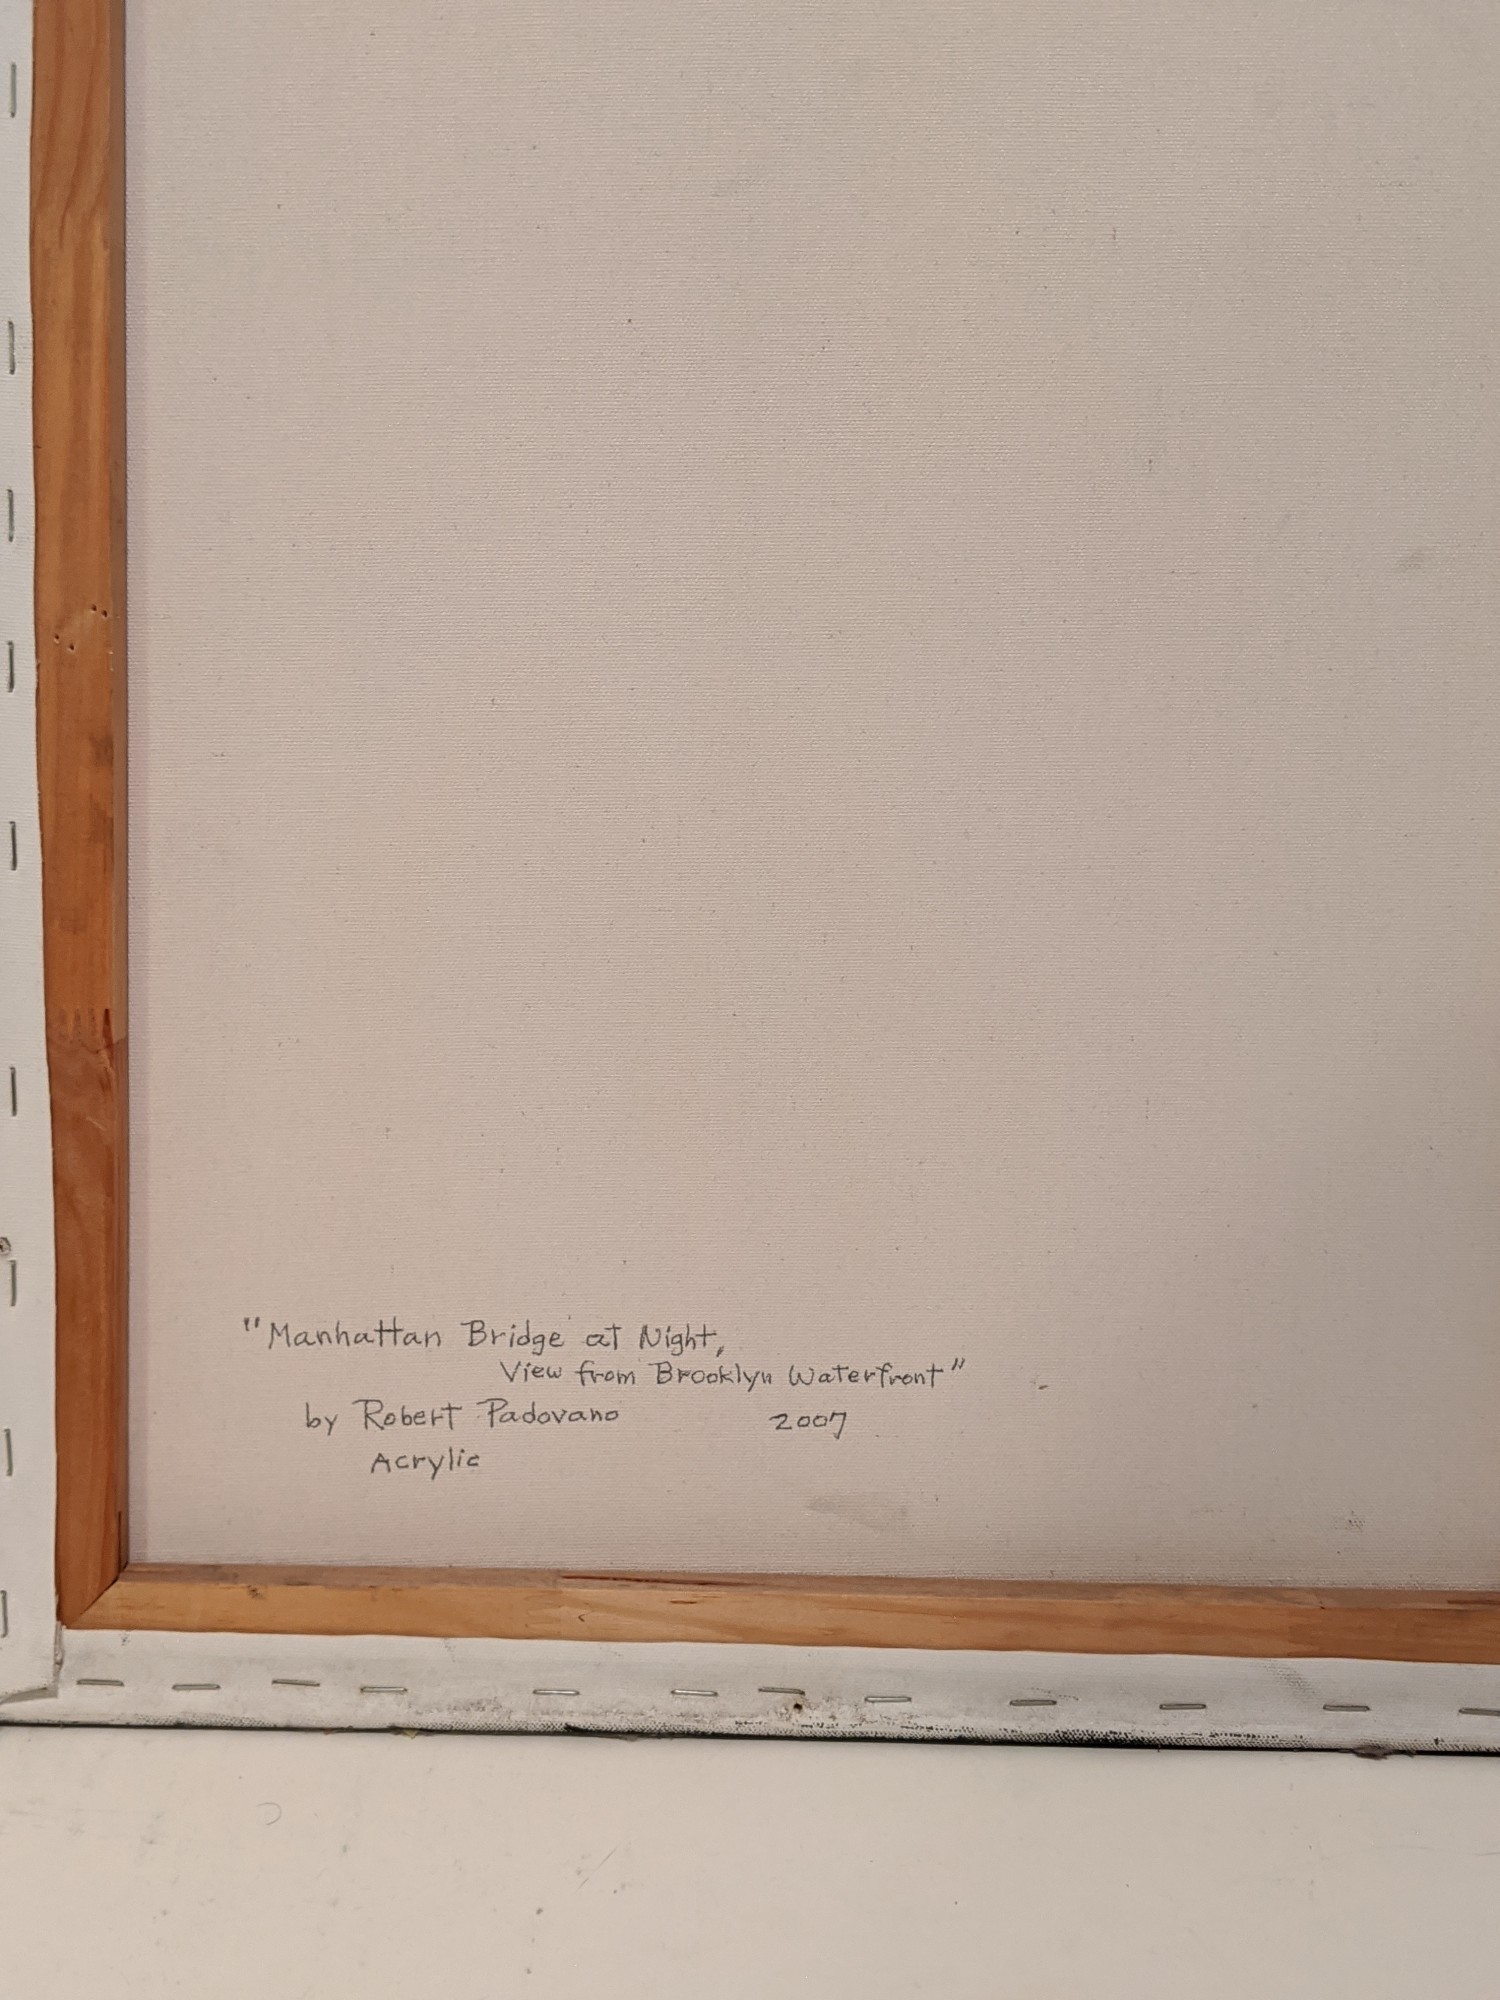 "Manhattan Bridge at Night,
View from Brooklyn Waterfront"
by Robert Padovano 2007
Acrylic